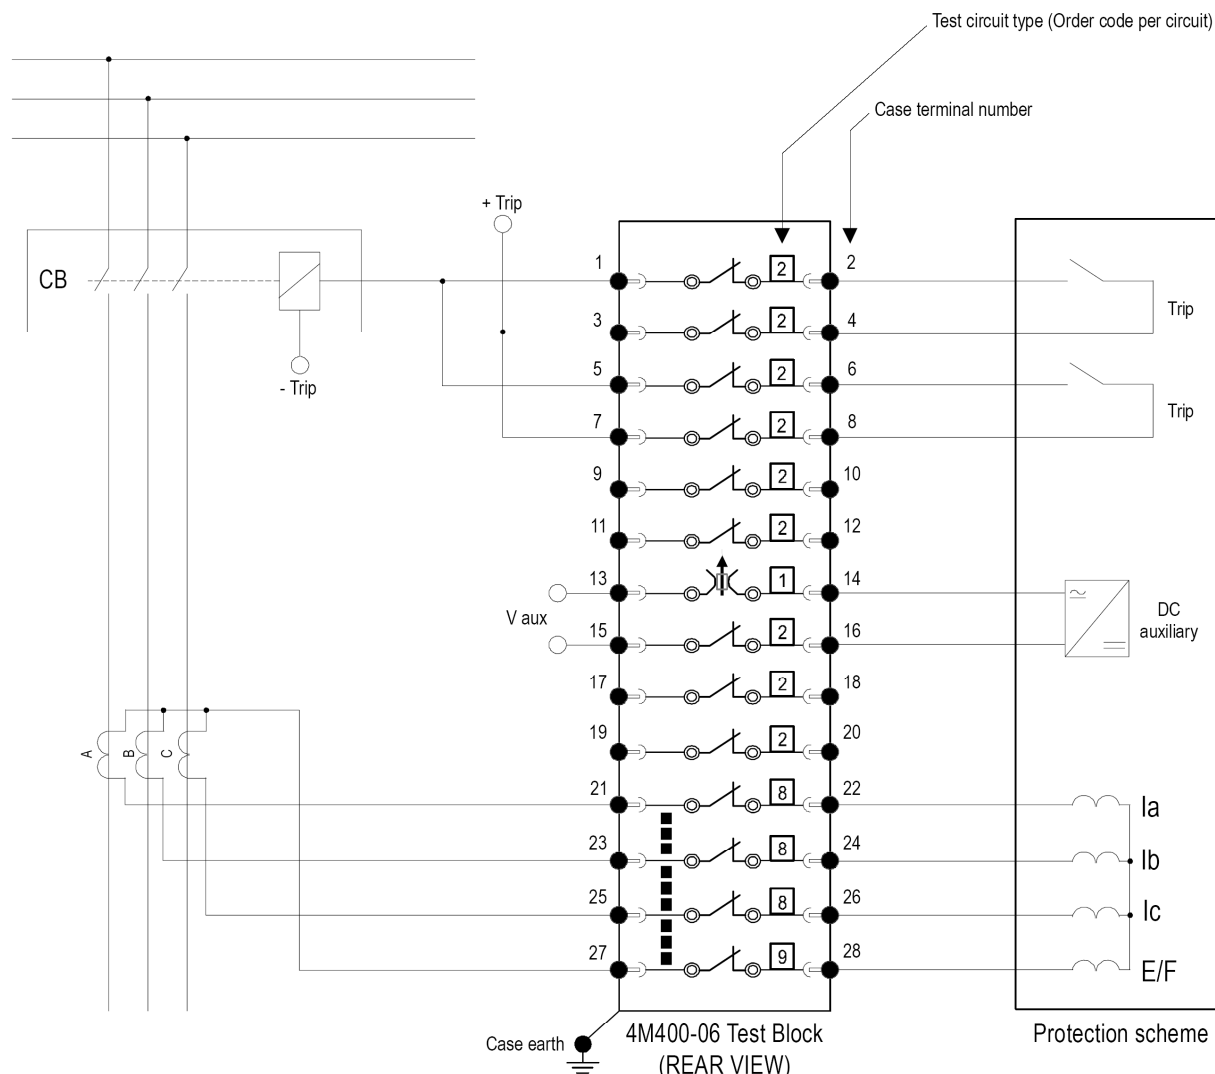 Test circuit type (Order code per circuit)
Case terminal number
+ Trip
CB
- Trip
1 2 2
3 2 4
Trip
5 2 6
7 2 8
Trip
9 2 10
11 2 12
13 1 14
V aux
DC
auxiliary
15 2 16
17 2 18
19 2 20
A B C
21 8 22
Ia
23 8 24
Ib
25 8 26
Ic
27 9 28
E/F
Case earth
4M400-06 Test Block
(REAR VIEW)
Protection scheme